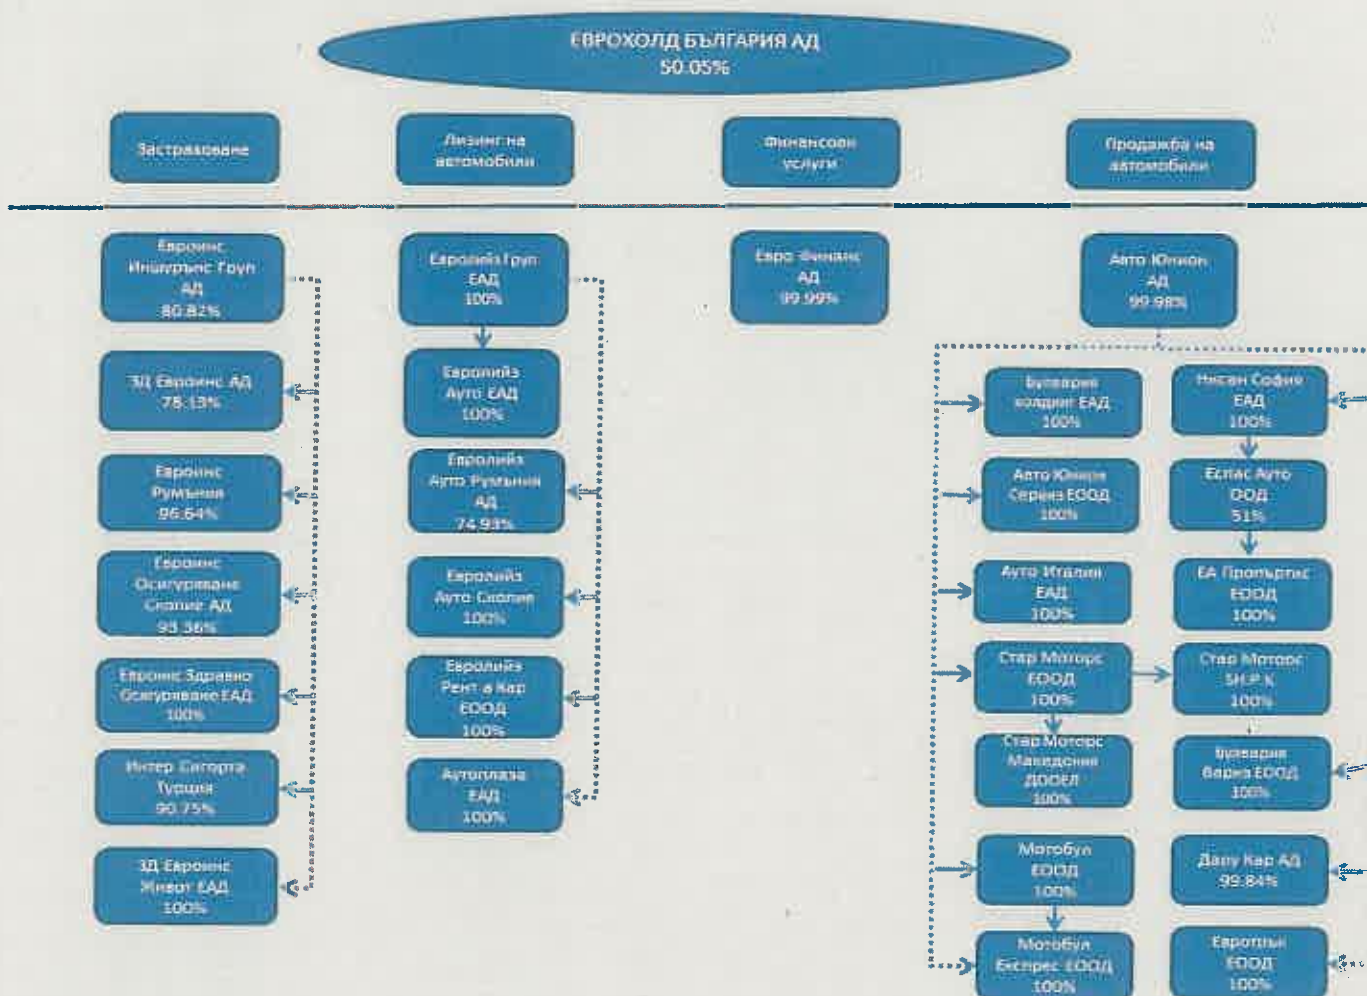 ЕВРОХОЛД БЪЛГАРИЯ АД
50.05%
Застраховане
Лизинг на
автомобили
Финансови
услуги
Продажба на
автомобили
Евроинс
Иншурънс Груп
АД
80.82%
ЗД Евроинс АД
78.13%
Евроинс
Румъния
96.64%
Евроинс
Осигуряване
Скопие АД
93.36%
Евроинс Здравно
Осигуряване ЕАД
100%
Интер Сигорта
Турция
90.75%
ЗД Евроинс
Живот ЕАД
100%
Евролийз Груп
ЕАД
100%
Евролийз
Ауто ЕАД
100%
Евролийз
Ауто Румъния
АД
74.93%
Евролийз
Ауто Скопие
100%
Евролийз
Рент а Кар
ЕООД
100%
Аутоплаза
ЕАД
100%
Евро Финанс
АД
99.99%
Авто Юнион
АД
99.98%
Булвария
холдинг ЕАД
100%
Авто Юнион
Сервиз ЕООД
100%
Ауто Италия
ЕАД
100%
Стар Моторс
ЕООД
100%
Стар Моторс
Македония
ДООЕЛ
100%
Мотобул
ЕООД
100%
Мотобул
Експрес ЕООД
100%
Нисан София
ЕАД
100%
Еспас Ауто
ООД
51%
ЕА Пропъртис
ЕООД
100%
Стар Моторс
SH.P.K
100%
Булвария
Варна ЕООД
100%
Дару Кар АД
99.84%
Евротрък
ЕООД
100%